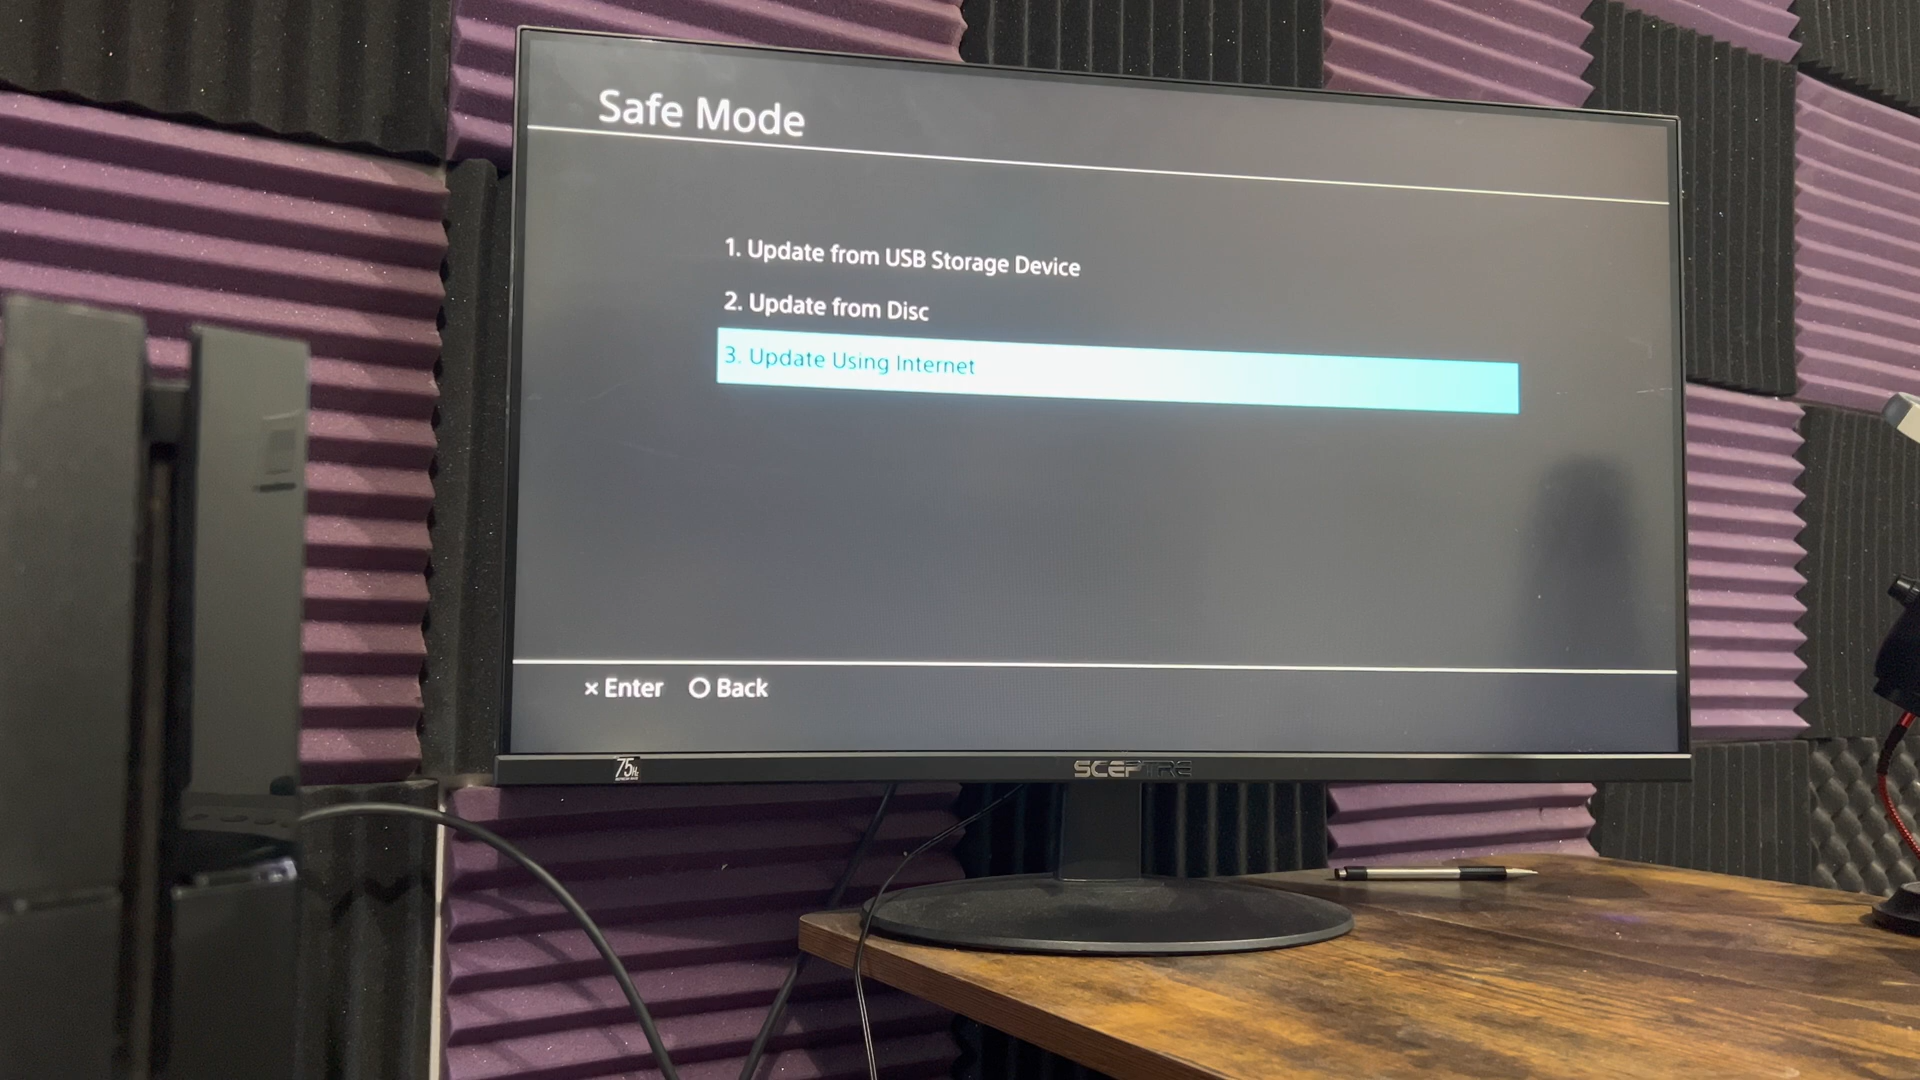 Safe Mode
1. Update from USB Storage Device
2. Update from Disc
3. Update Using Internet
× Enter ○ Back
75Hz
SCEPTRE